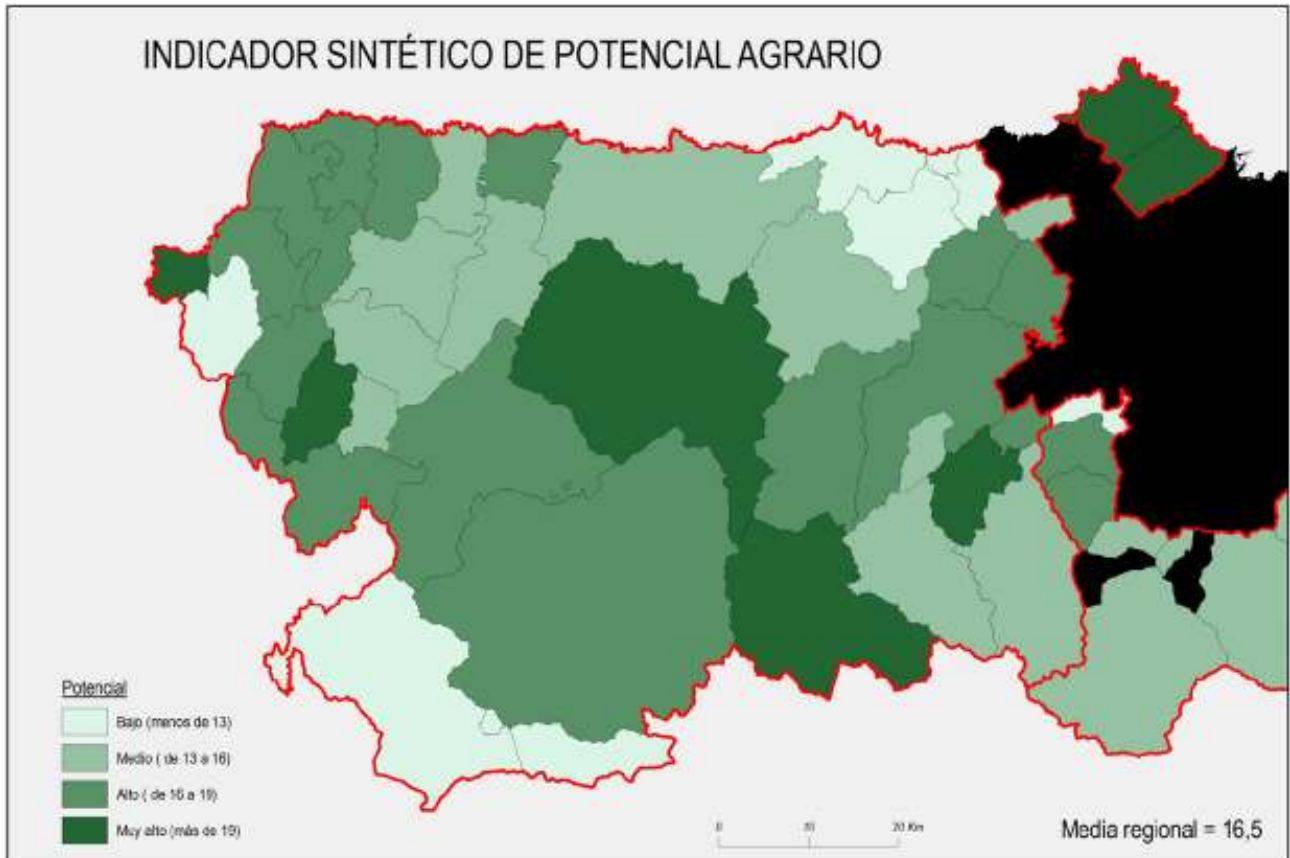 INDICADOR SINTÉTICO DE POTENCIAL AGRARIO
Potencial
Bajo (menos de 13)
Medio ( de 13 a 16)
Alto ( de 16 a 19)
Muy alto (más de 19)
0 10 20 Km
Media regional = 16,5